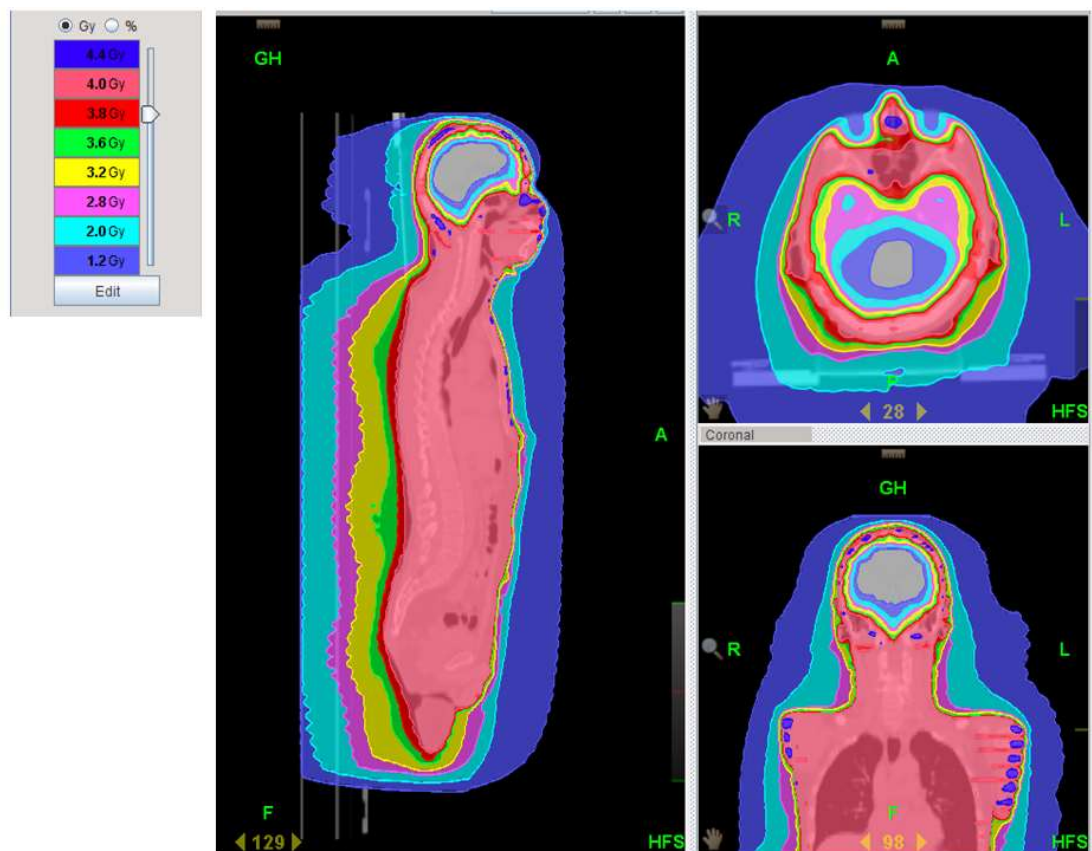 Gy %
4.4 Gy
4.0 Gy
3.8 Gy
3.6 Gy
3.2 Gy
2.8 Gy
2.0 Gy
1.2 Gy
Edit
GH
A
F
129
HFS
A
R
L
P
28
HFS
Coronal
GH
R
L
F
98
HFS